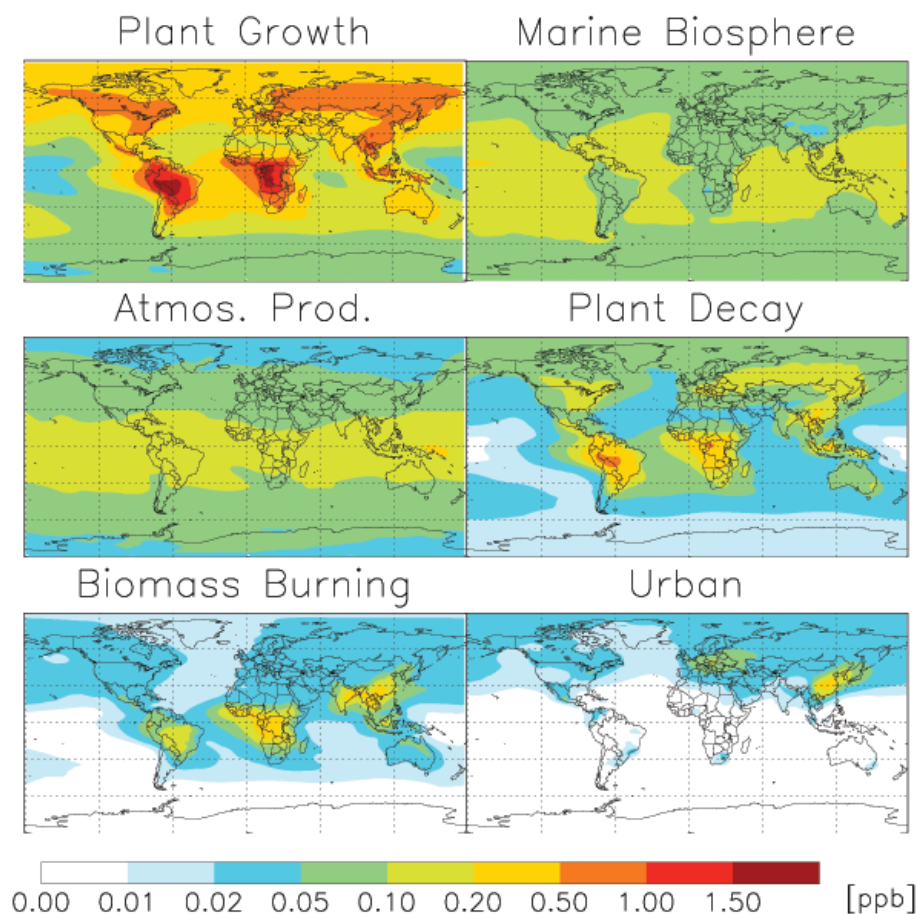 Plant Growth Marine Biosphere
Atmos. Prod. Plant Decay
Biomass Burning Urban
0.00 0.01 0.02 0.05 0.10 0.20 0.50 1.00 1.50 [ppb]